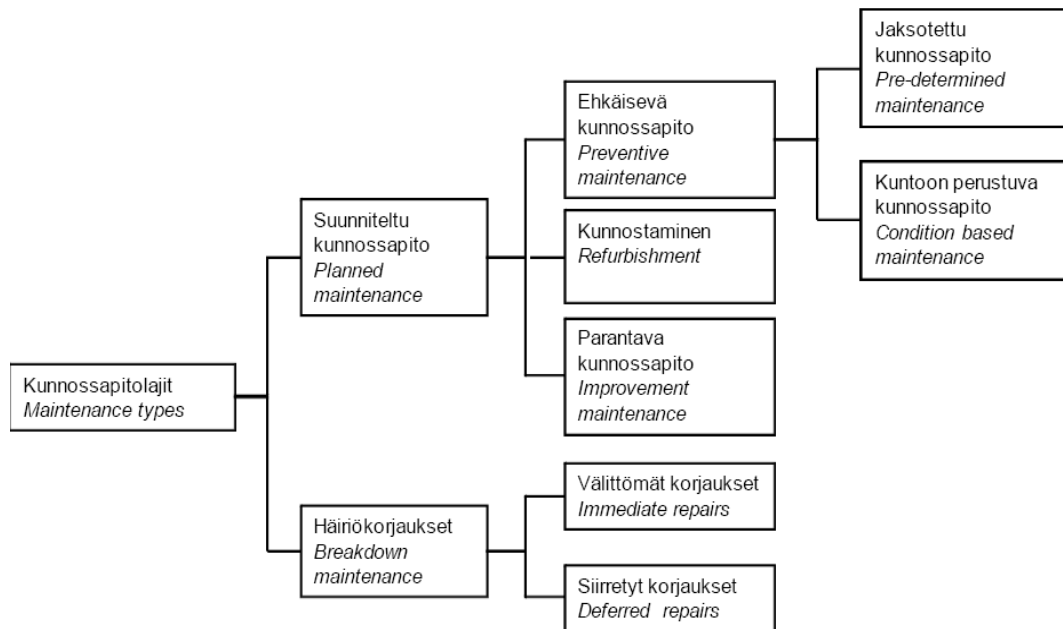 Kunnossapitolajit
Maintenance types
Suunniteltu
kunnossapito
Planned
maintenance
Häiriökorjaukset
Breakdown
maintenance
Ehkäisevä
kunnossapito
Preventive
maintenance
Kunnostaminen
Refurbishment
Parantava
kunnossapito
Improvement
maintenance
Välittömät korjaukset
Immediate repairs
Siirretyt korjaukset
Deferred repairs
Jaksotettu
kunnossapito
Pre-determined
maintenance
Kuntoon perustuva
kunnossapito
Condition based
maintenance